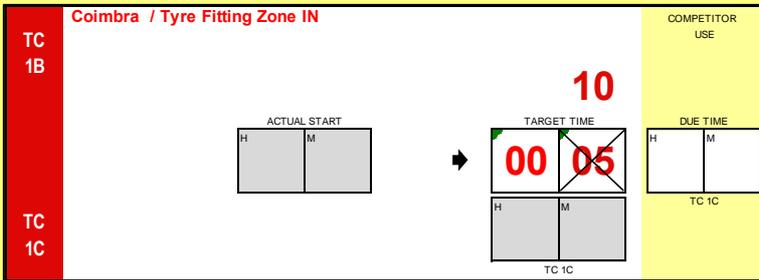 Coimbra / Tyre Fitting Zone IN
COMPETITOR
USE
TC
1B
10
ACTUAL START
TARGET TIME
DUE TIME
H M
00 05
H M
TC 1C
TC
1C
H M
TC 1C